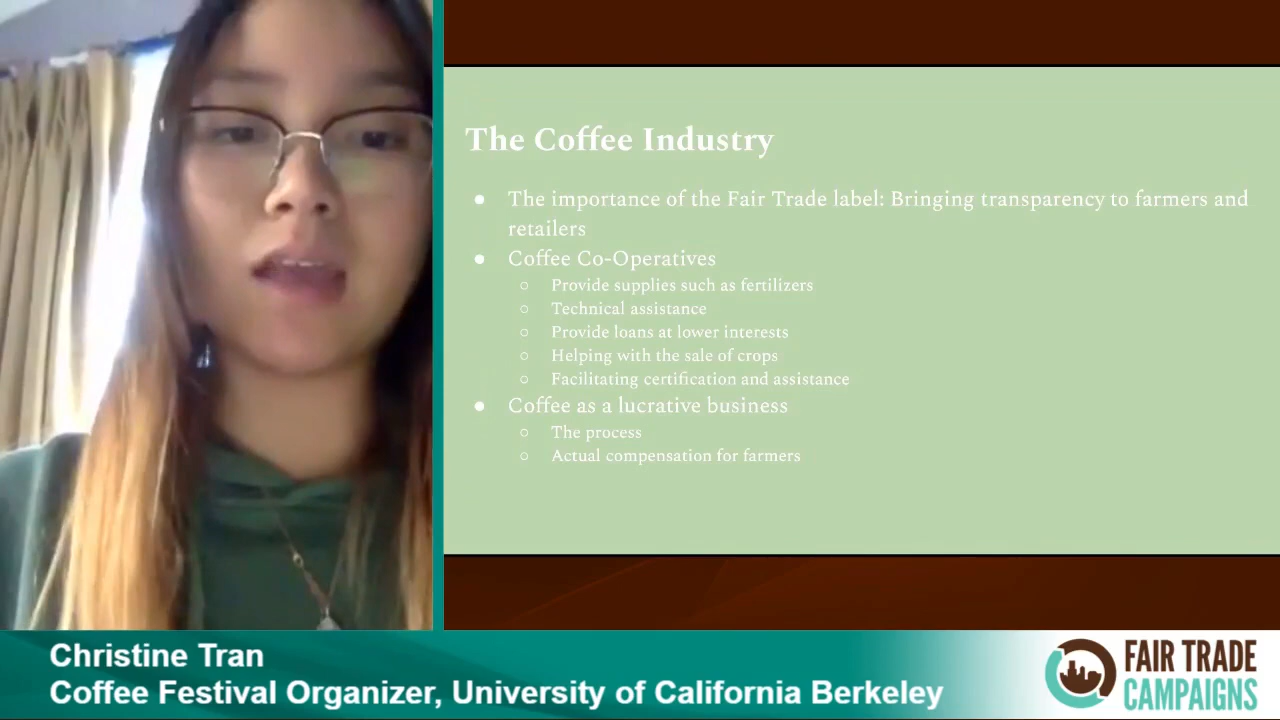 The Coffee Industry
● The importance of the Fair Trade label: Bringing transparency to farmers and
retailers
● Coffee Co-Operatives
○ Provide supplies such as fertilizers
○ Technical assistance
○ Provide loans at lower interests
○ Helping with the sale of crops
○ Facilitating certification and assistance
● Coffee as a lucrative business
○ The process
○ Actual compensation for farmers
Christine Tran
Coffee Festival Organizer, University of California Berkeley
FAIR TRADE
CAMPAIGNS